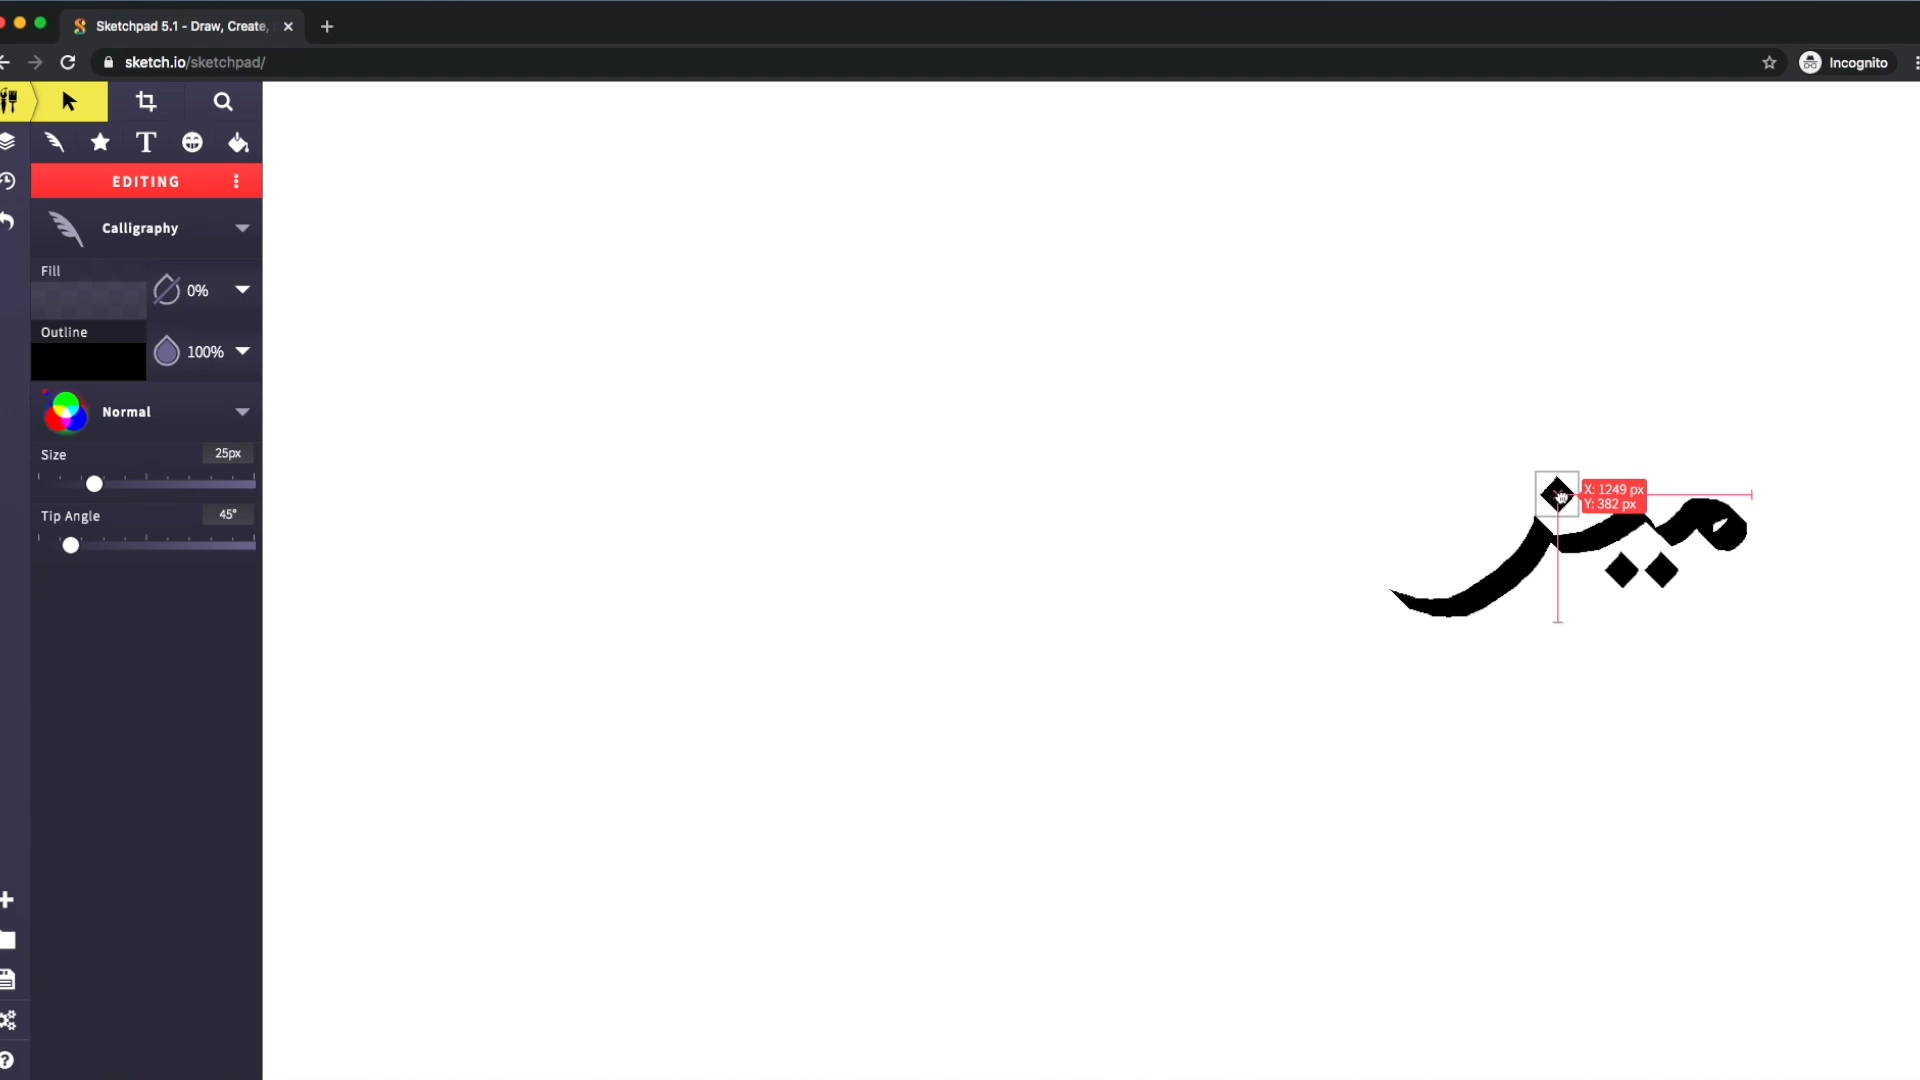 Sketchpad 5.1 - Draw, Create,
sketch.io/sketchpad/
Incognito
T
EDITING
Calligraphy
Fill
0%
Outline
100%
Normal
Size 25px
Tip Angle 45°
X: 1249 px
Y: 382 px
ميز